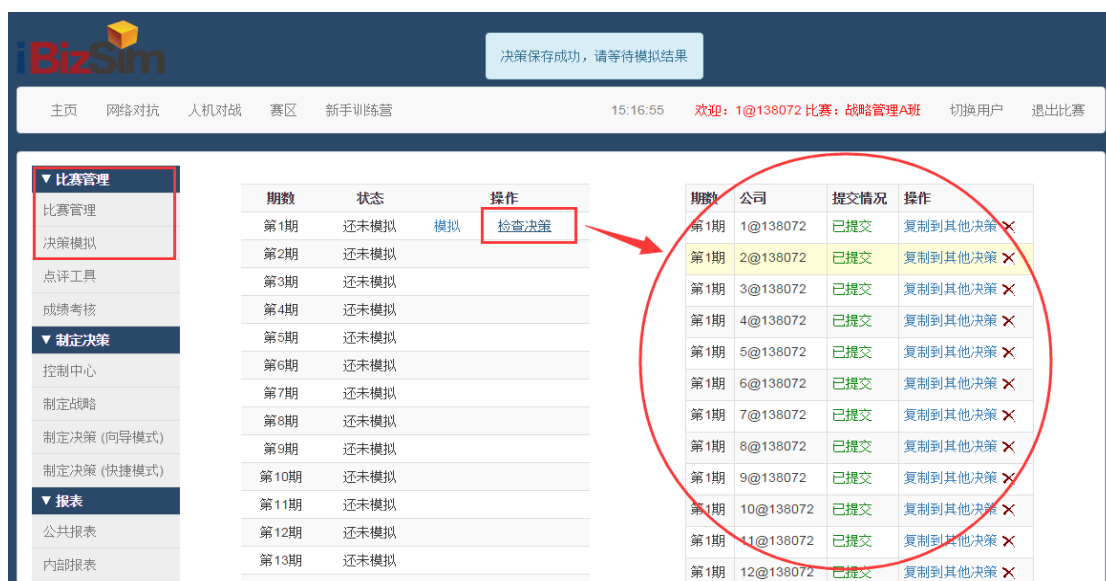 iBizSim
决策保存成功，请等待模拟结果
主页 网络对抗 人机对战 赛区 新手训练营 15:16:55 欢迎：1@138072 比赛：战略管理A班 切换用户 退出比赛
▼ 比赛管理
比赛管理
决策模拟
点评工具
成绩考核
▼ 制定决策
控制中心
制定战略
制定决策 (向导模式)
制定决策 (快捷模式)
▼ 报表
公共报表
内部报表
期数 状态 操作
第1期 还未模拟 模拟 检查决策
第2期 还未模拟
第3期 还未模拟
第4期 还未模拟
第5期 还未模拟
第6期 还未模拟
第7期 还未模拟
第8期 还未模拟
第9期 还未模拟
第10期 还未模拟
第11期 还未模拟
第12期 还未模拟
第13期 还未模拟
期数 公司 提交情况 操作
第1期 1@138072 已提交 复制到其他决策
第1期 2@138072 已提交 复制到其他决策
第1期 3@138072 已提交 复制到其他决策
第1期 4@138072 已提交 复制到其他决策
第1期 5@138072 已提交 复制到其他决策
第1期 6@138072 已提交 复制到其他决策
第1期 7@138072 已提交 复制到其他决策
第1期 8@138072 已提交 复制到其他决策
第1期 9@138072 已提交 复制到其他决策
第1期 10@138072 已提交 复制到其他决策
第1期 11@138072 已提交 复制到其他决策
第1期 12@138072 已提交 复制到其他决策